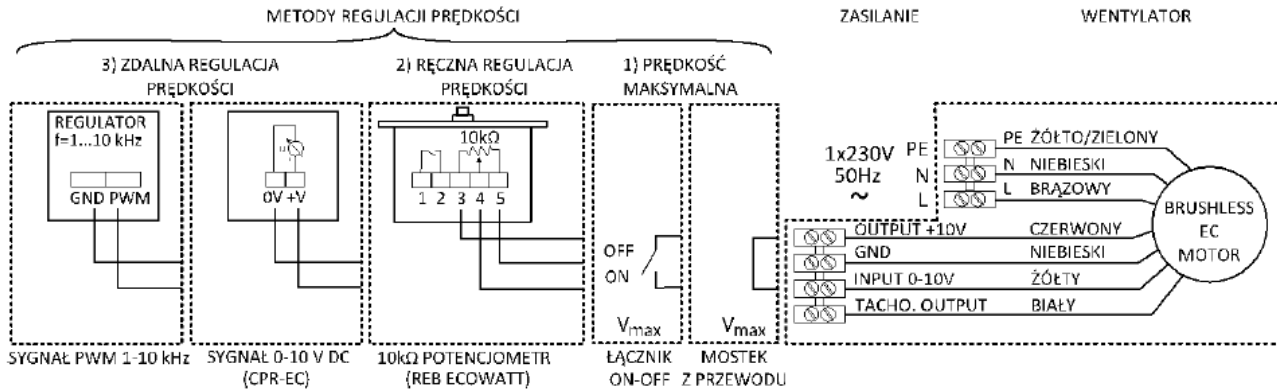 METODY REGULACJI PRĘDKOŚCI
ZASILANIE
WENTYLATOR
3) ZDALNA REGULACJA
PRĘDKOŚCI
2) RĘCZNA REGULACJA
PRĘDKOŚCI
1) PRĘDKOŚĆ
MAKSYMALNA
REGULATOR
f=1...10 kHz
GND PWM
0V +V
10kΩ
1 2 3 4 5
OFF
ON
Vmax
Vmax
1x230V
50Hz
~
PE
N
L
PE ŻÓŁTO/ZIELONY
N NIEBIESKI
L BRĄZOWY
OUTPUT +10V CZERWONY
GND NIEBIESKI
INPUT 0-10V ŻÓŁTY
TACHO. OUTPUT BIAŁY
BRUSHLESS
EC
MOTOR
SYGNAŁ PWM 1-10 kHz
SYGNAŁ 0-10 V DC
(CPR-EC)
10kΩ POTENCJOMETR
(REB ECOWATT)
ŁĄCZNIK
ON-OFF
MOSTEK
Z PRZEWODU